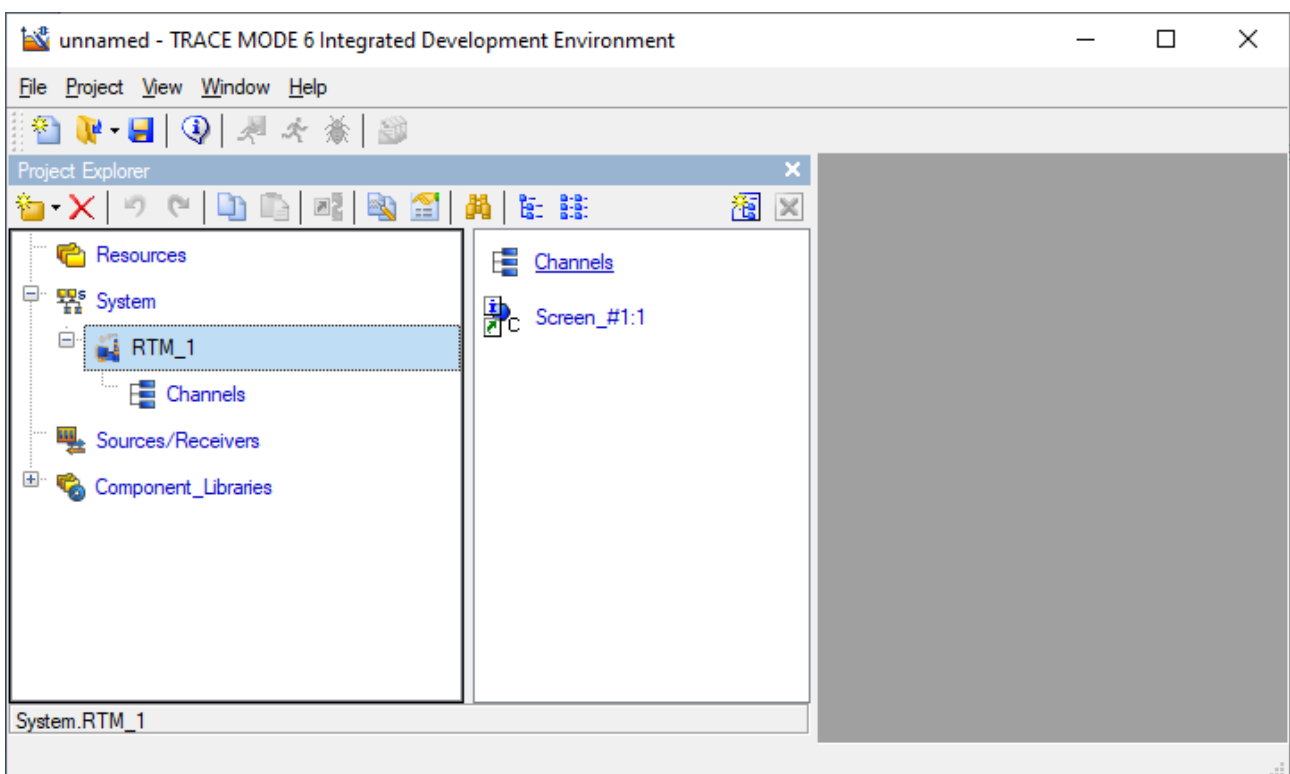 unnamed - TRACE MODE 6 Integrated Development Environment
File Project View Window Help
Project Explorer
Resources
System
RTM_1
Channels
Sources/Receivers
Component_Libraries
Channels
Screen_#1:1
System.RTM_1